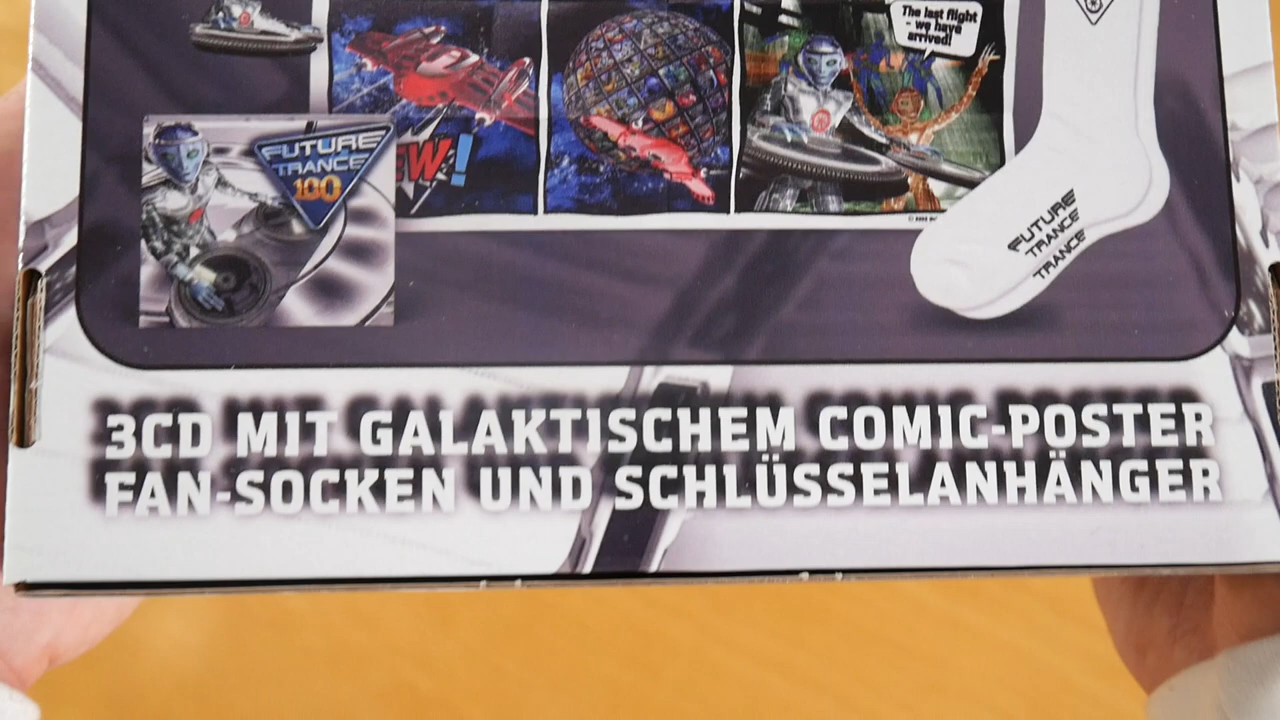 The last flight
- we have
arrived!
FUTURE
TRANCE
100
EW!
FUTURE
TRANCE
TRANCE
3CD MIT GALAKTISCHEM COMIC-POSTER
FAN-SOCKEN UND SCHLÜSSELANHÄNGER